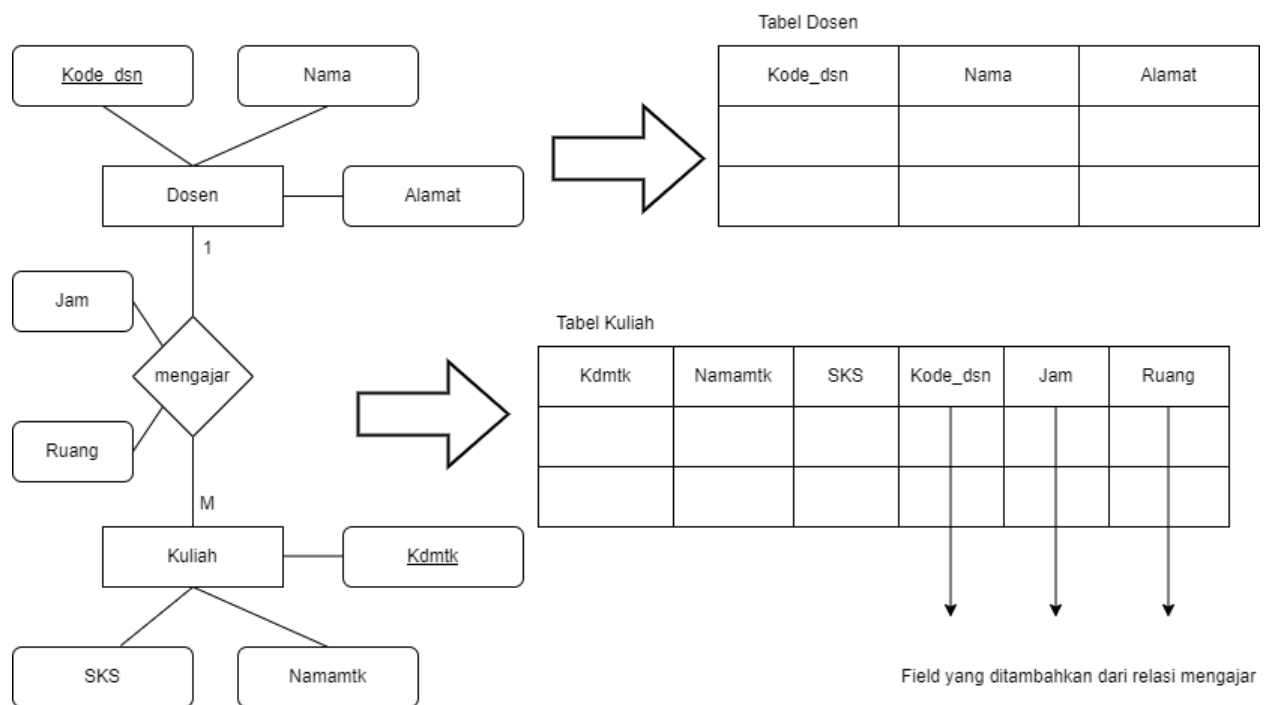 Tabel Dosen
Kode_dsn
Nama
Kode_dsn Nama Alamat
Dosen
Alamat
1
Jam
Tabel Kuliah
mengajar
Kdmtk Namamtk SKS Kode_dsn Jam Ruang
Ruang
M
Kuliah
Kdmtk
SKS
Namamtk
Field yang ditambahkan dari relasi mengajar